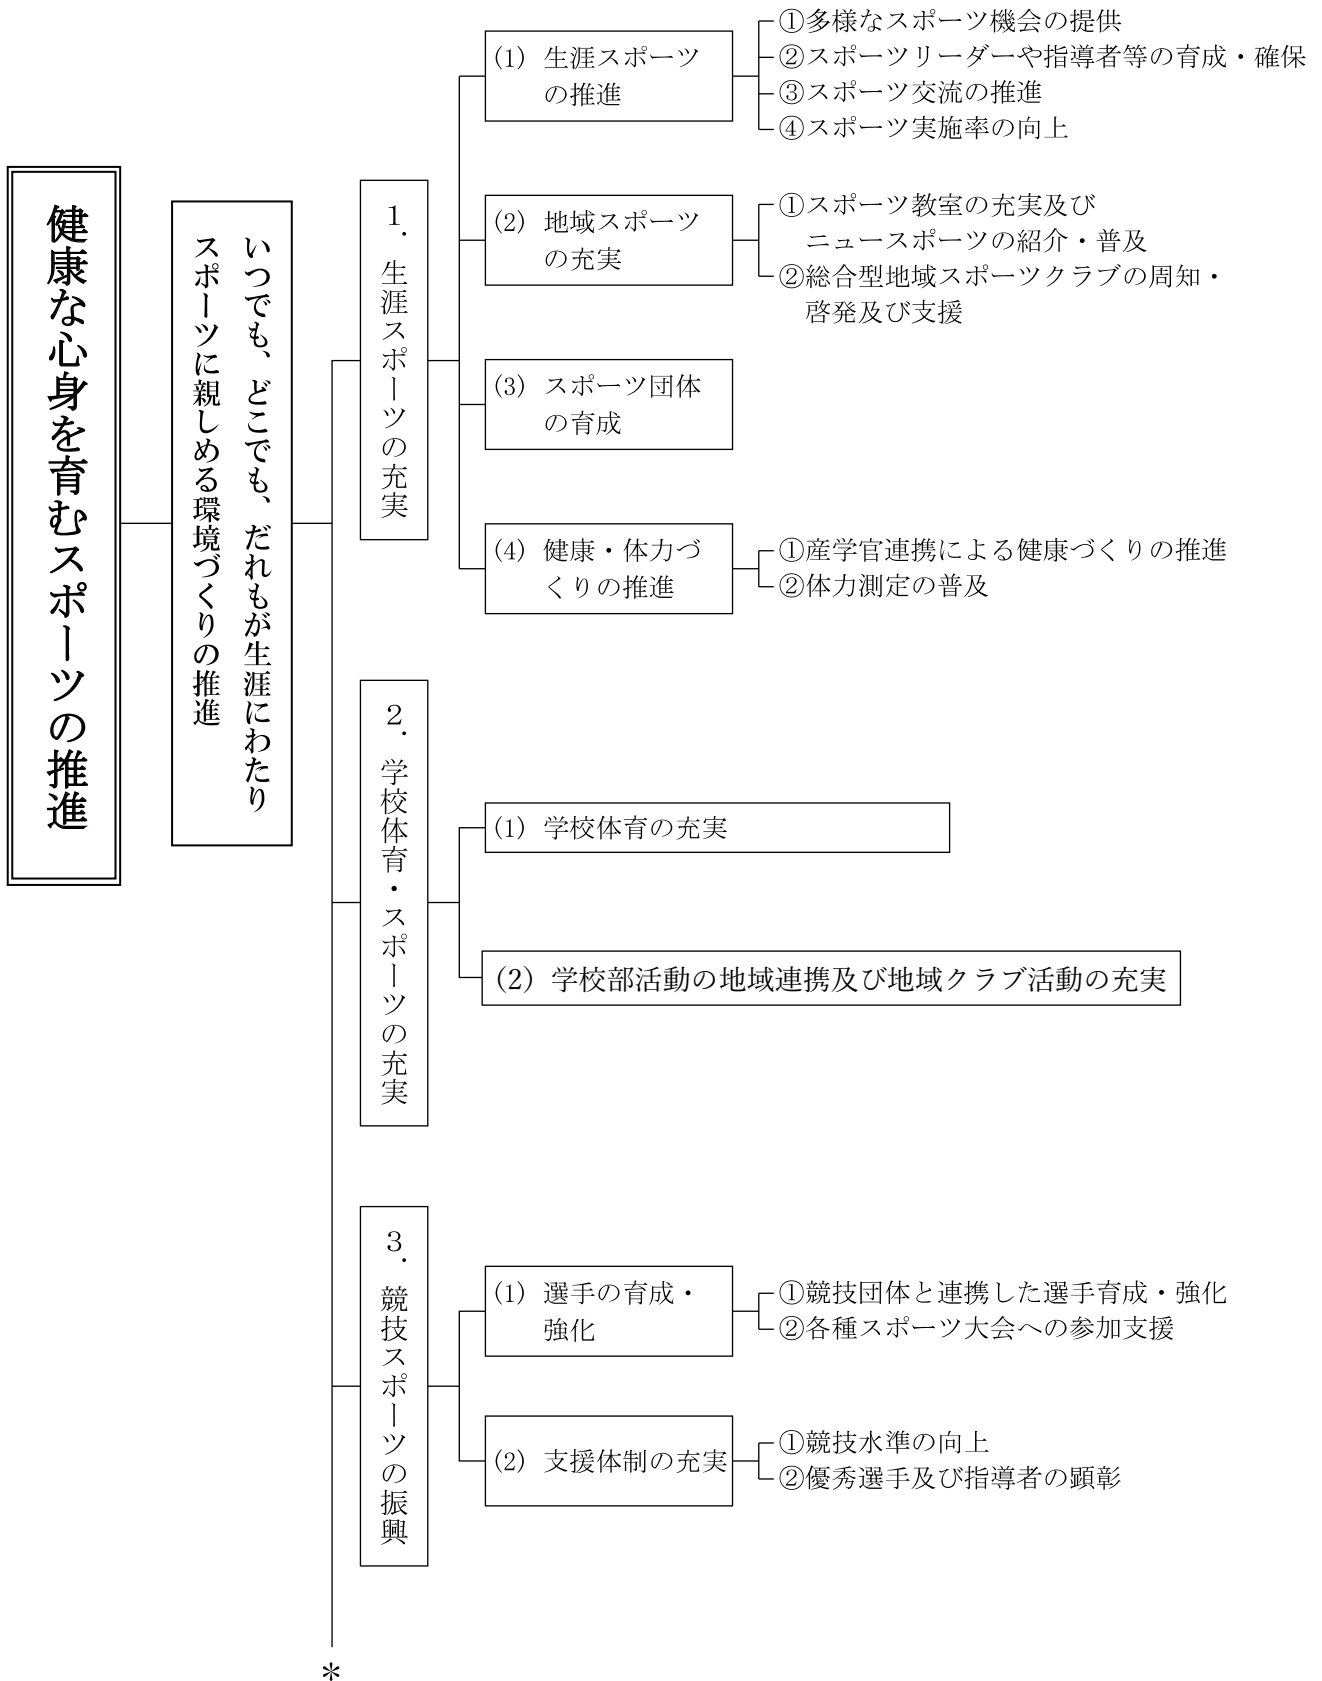 健康な心身を育むスポーツの推進
いつでも、どこでも、だれもが生涯にわたり
スポーツに親しめる環境づくりの推進
１．生涯スポーツの充実
(1) 生涯スポーツ
の推進
①多様なスポーツ機会の提供
②スポーツリーダーや指導者等の育成・確保
③スポーツ交流の推進
④スポーツ実施率の向上
(2) 地域スポーツ
の充実
①スポーツ教室の充実及び
ニュースポーツの紹介・普及
②総合型地域スポーツクラブの周知・
啓発及び支援
(3) スポーツ団体
の育成
(4) 健康・体力づ
くりの推進
①産学官連携による健康づくりの推進
②体力測定の普及
２．学校体育・スポーツの充実
(1) 学校体育の充実
(2) 学校部活動の地域連携及び地域クラブ活動の充実
３．競技スポーツの振興
(1) 選手の育成・
強化
①競技団体と連携した選手育成・強化
②各種スポーツ大会への参加支援
(2) 支援体制の充実
①競技水準の向上
②優秀選手及び指導者の顕彰
＊